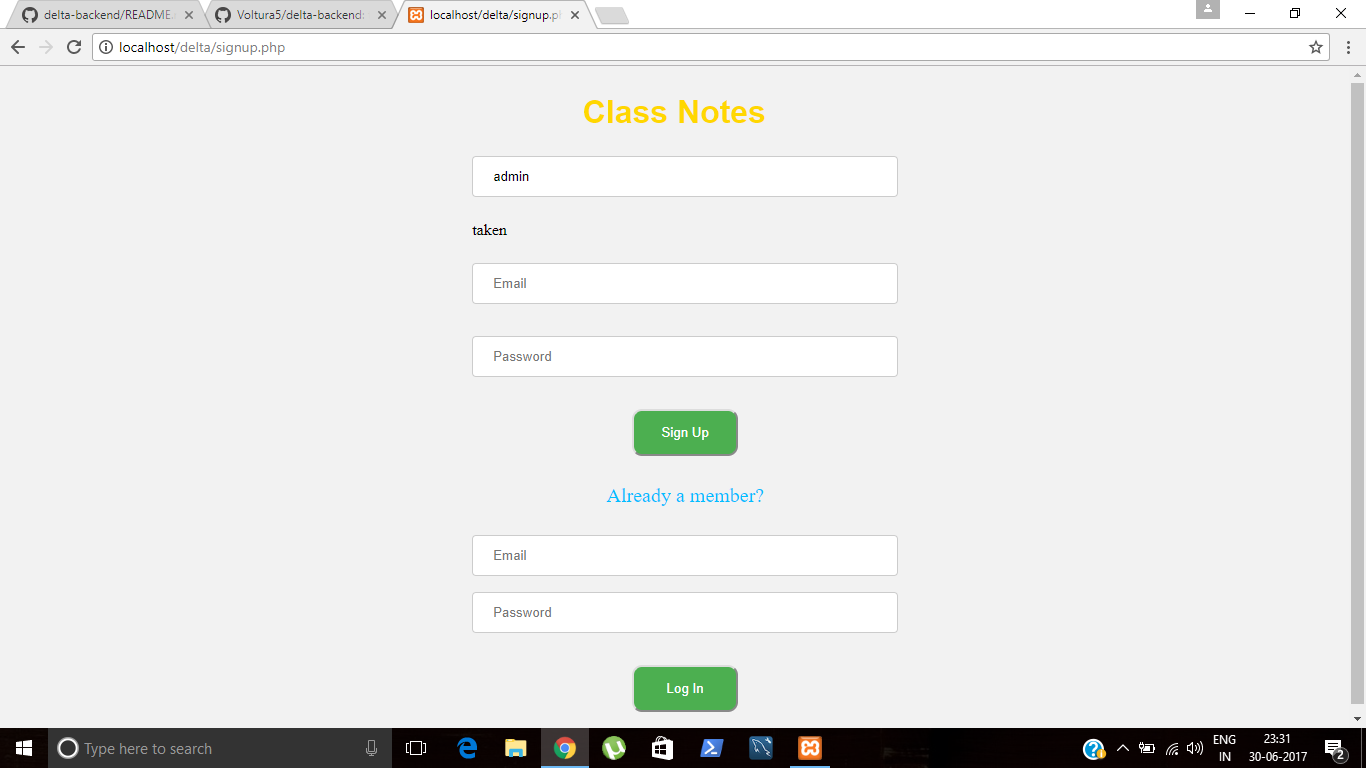 delta-backend/README.
Voltura5/delta-backend:
localhost/delta/signup.ph
localhost/delta/signup.php
Class Notes
admin
taken
Email
Password
Sign Up
Already a member?
Email
Password
Log In
Type here to search
ENG
IN
23:31
30-06-2017
2